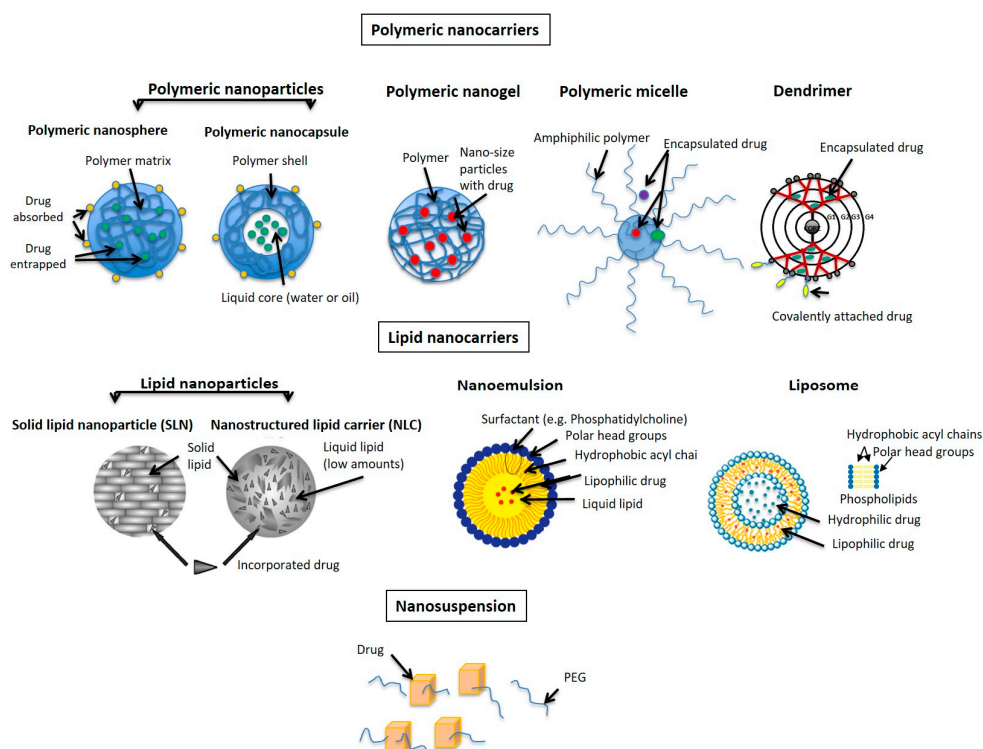 Polymeric nanocarriers
Polymeric nanoparticles
Polymeric nanogel
Polymeric micelle
Dendrimer
Polymeric nanosphere
Polymeric nanocapsule
Polymer matrix
Drug
absorbed
Drug
entrapped
Polymer shell
Liquid core (water or oil)
Polymer
Nano-size
particles
with drug
Amphiphilic polymer
Encapsulated drug
Encapsulated drug
G1 G2 G3 G4
Covalently attached drug
Lipid nanocarriers
Lipid nanoparticles
Nanoemulsion
Liposome
Solid lipid nanoparticle (SLN)
Nanostructured lipid carrier (NLC)
Solid
lipid
Liquid lipid
(low amounts)
Incorporated drug
Surfactant (e.g. Phosphatidylcholine)
Polar head groups
Hydrophobic acyl chai
Lipophilic drug
Liquid lipid
Hydrophobic acyl chains
Polar head groups
Phospholipids
Hydrophilic drug
Lipophilic drug
Nanosuspension
Drug
PEG